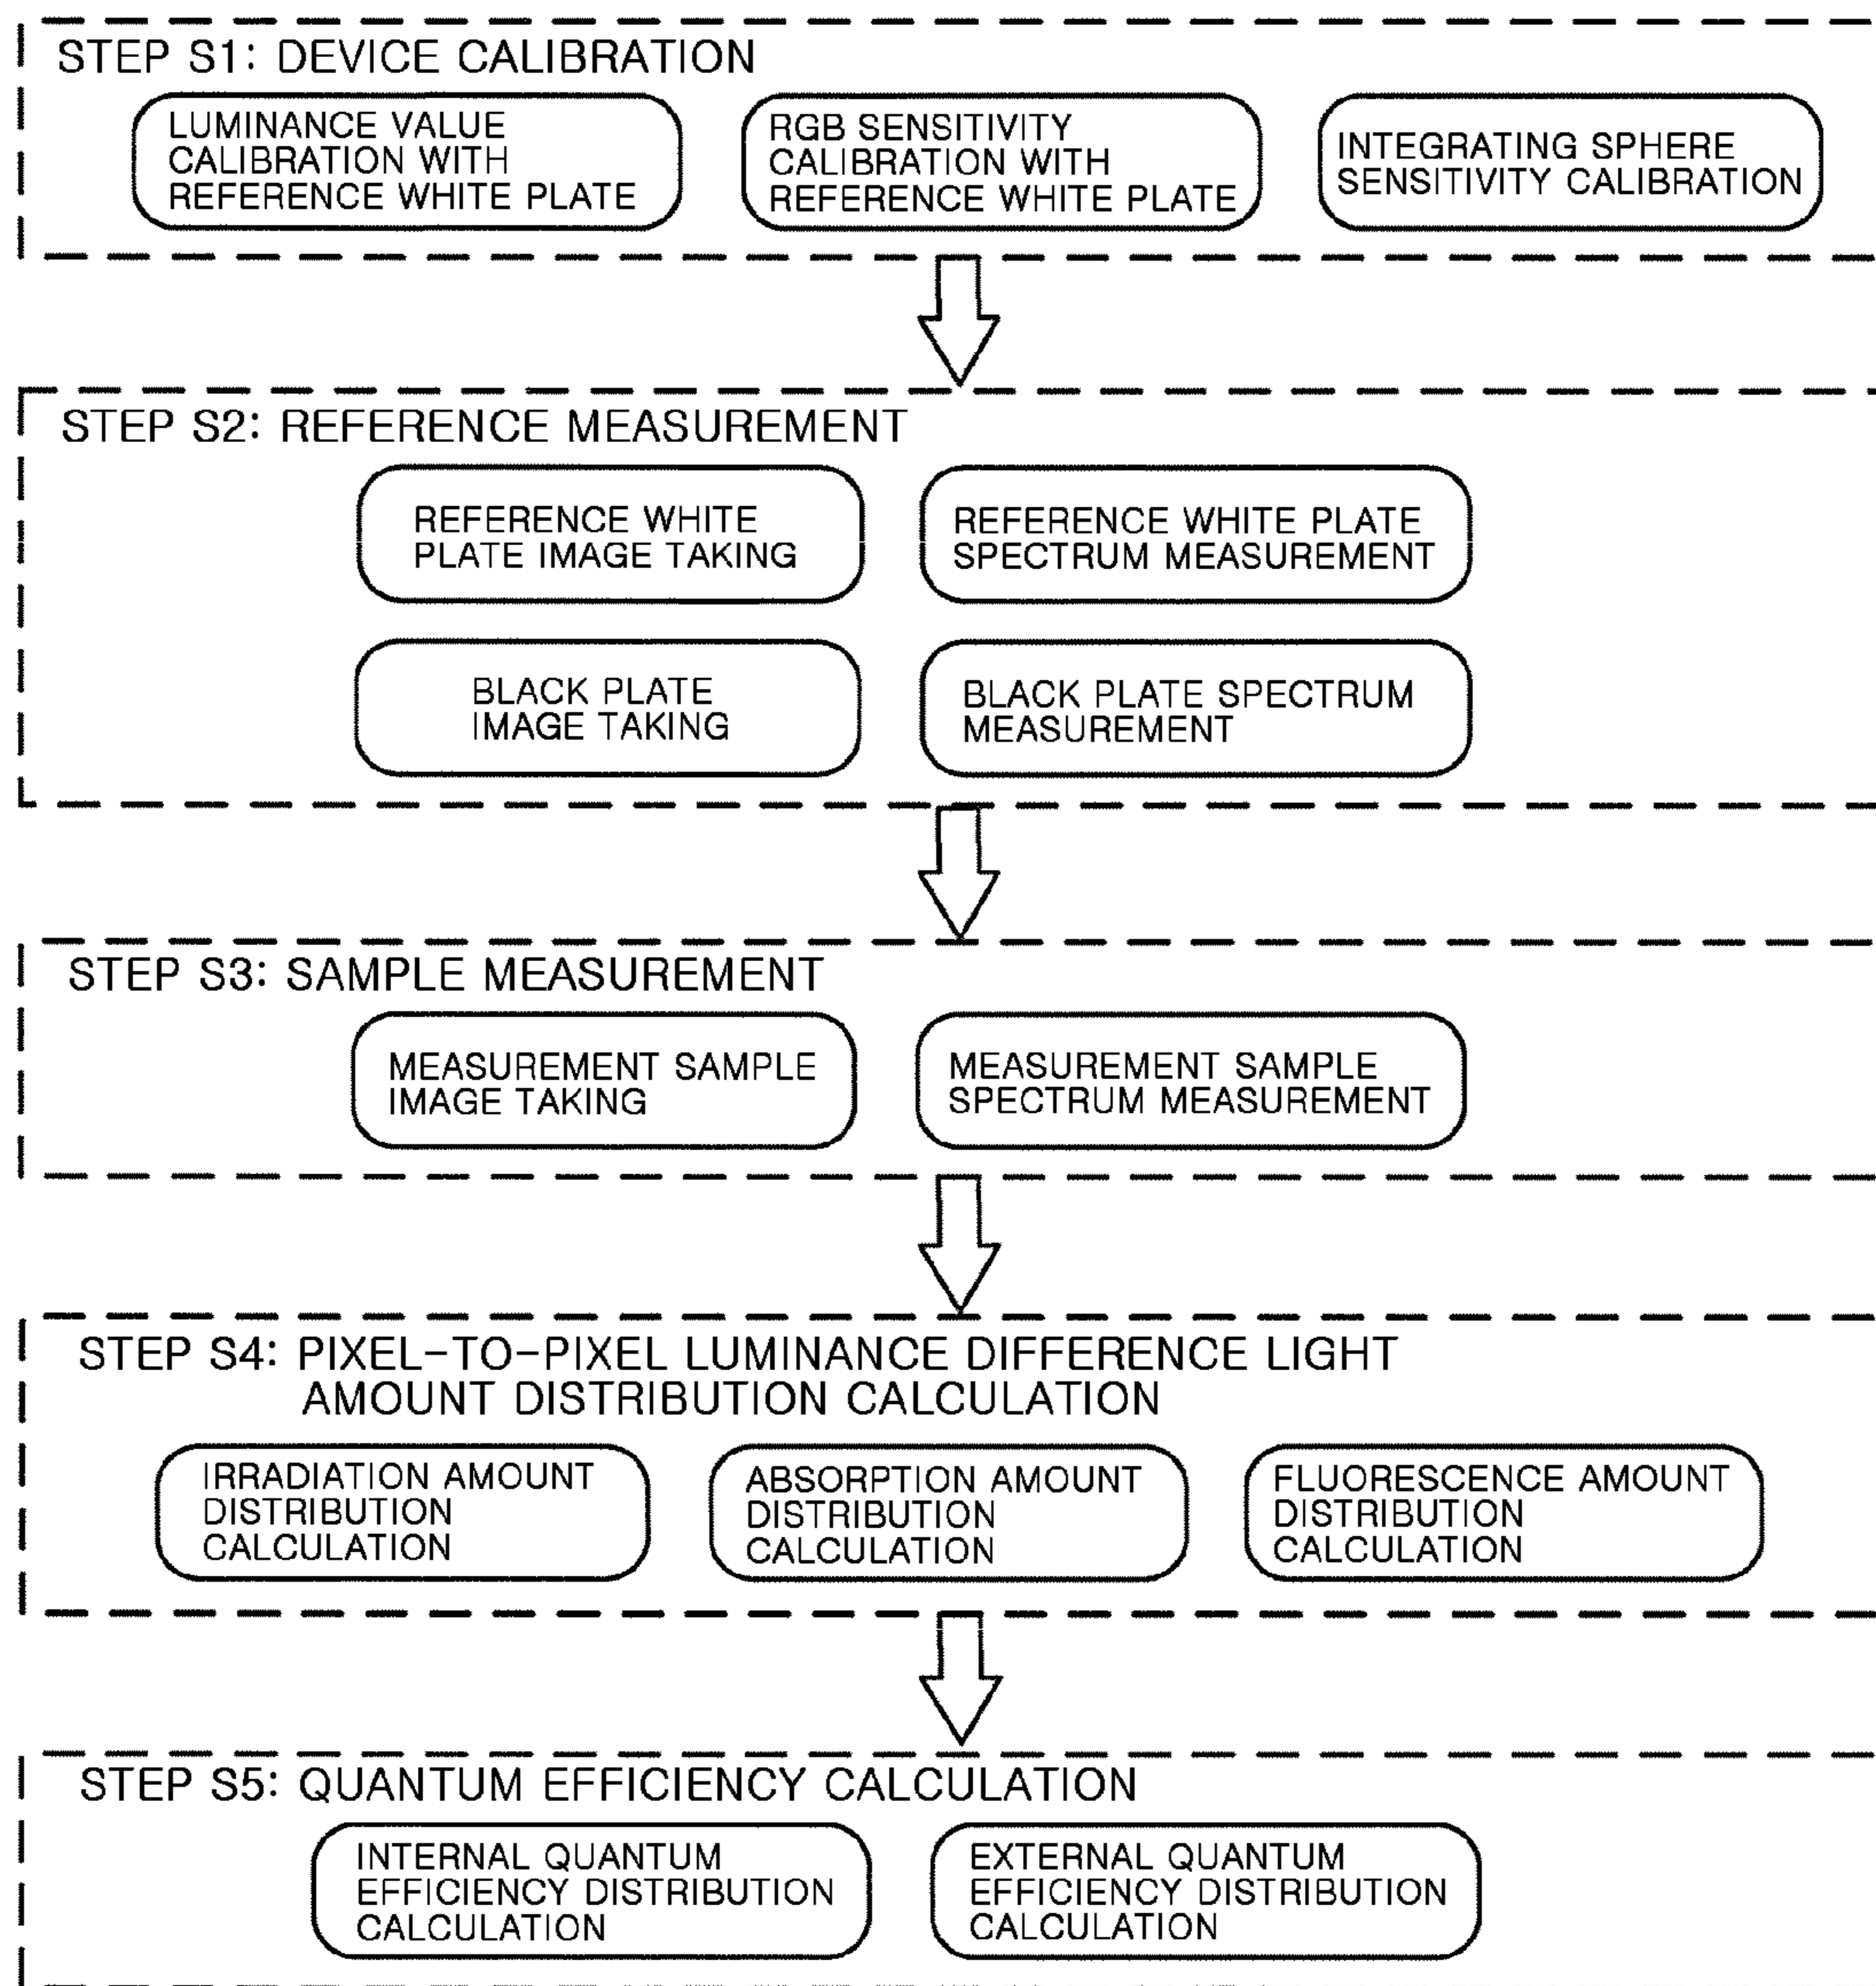 STEP S1: DEVICE CALIBRATION
LUMINANCE VALUE
CALIBRATION WITH
REFERENCE WHITE PLATE
RGB SENSITIVITY
CALIBRATION WITH
REFERENCE WHITE PLATE
INTEGRATING SPHERE
SENSITIVITY CALIBRATION
STEP S2: REFERENCE MEASUREMENT
REFERENCE WHITE
PLATE IMAGE TAKING
REFERENCE WHITE PLATE
SPECTRUM MEASUREMENT
BLACK PLATE
IMAGE TAKING
BLACK PLATE SPECTRUM
MEASUREMENT
STEP S3: SAMPLE MEASUREMENT
MEASUREMENT SAMPLE
IMAGE TAKING
MEASUREMENT SAMPLE
SPECTRUM MEASUREMENT
STEP S4: PIXEL-TO-PIXEL LUMINANCE DIFFERENCE LIGHT
AMOUNT DISTRIBUTION CALCULATION
IRRADIATION AMOUNT
DISTRIBUTION
CALCULATION
ABSORPTION AMOUNT
DISTRIBUTION
CALCULATION
FLUORESCENCE AMOUNT
DISTRIBUTION
CALCULATION
STEP S5: QUANTUM EFFICIENCY CALCULATION
INTERNAL QUANTUM
EFFICIENCY DISTRIBUTION
CALCULATION
EXTERNAL QUANTUM
EFFICIENCY DISTRIBUTION
CALCULATION